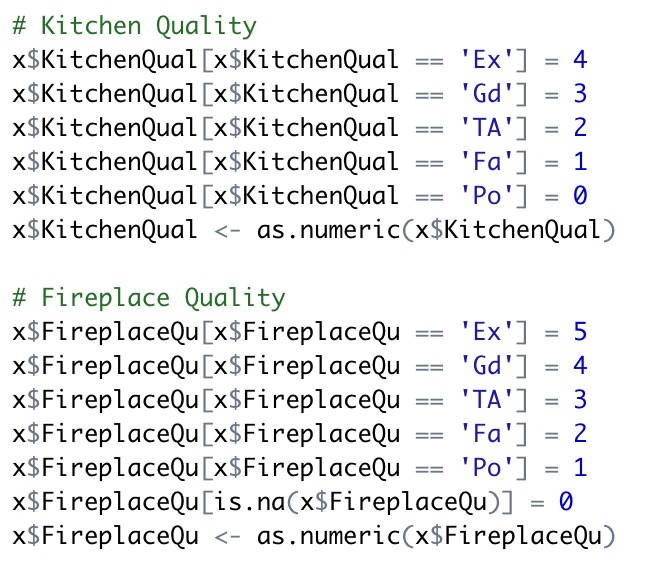 # Kitchen Quality
x$KitchenQual[x$KitchenQual == 'Ex'] = 4
x$KitchenQual[x$KitchenQual == 'Gd'] = 3
x$KitchenQual[x$KitchenQual == 'TA'] = 2
x$KitchenQual[x$KitchenQual == 'Fa'] = 1
x$KitchenQual[x$KitchenQual == 'Po'] = 0
x$KitchenQual <- as.numeric(x$KitchenQual)

# Fireplace Quality
x$FireplaceQu[x$FireplaceQu == 'Ex'] = 5
x$FireplaceQu[x$FireplaceQu == 'Gd'] = 4
x$FireplaceQu[x$FireplaceQu == 'TA'] = 3
x$FireplaceQu[x$FireplaceQu == 'Fa'] = 2
x$FireplaceQu[x$FireplaceQu == 'Po'] = 1
x$FireplaceQu[is.na(x$FireplaceQu)] = 0
x$FireplaceQu <- as.numeric(x$FireplaceQu)